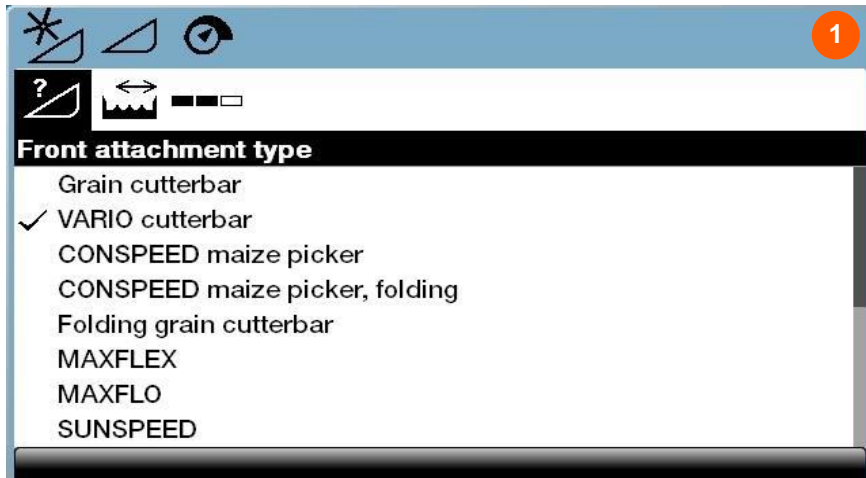 1
?
Front attachment type
Grain cutterbar
VARIO cutterbar
CONSPEED maize picker
CONSPEED maize picker, folding
Folding grain cutterbar
MAXFLEX
MAXFLO
SUNSPEED